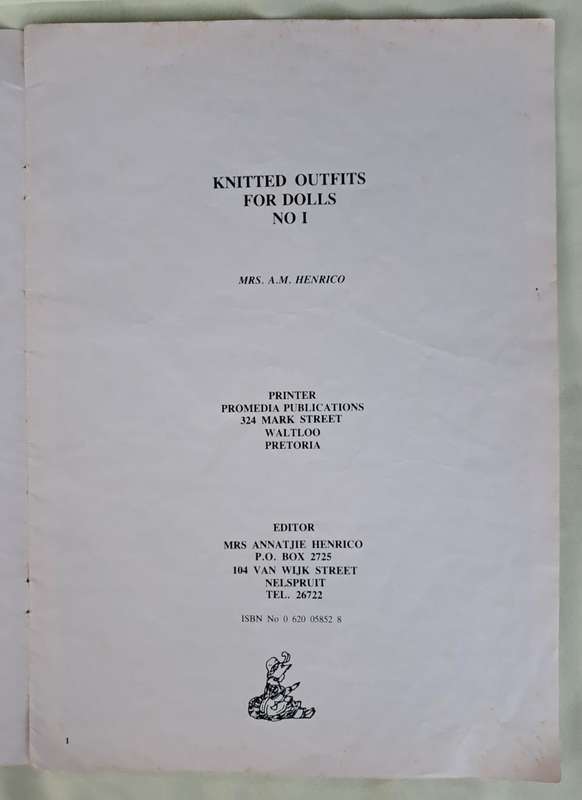 KNITTED OUTFITS
FOR DOLLS
NO I
MRS. A.M. HENRICO
PRINTER
PROMEDIA PUBLICATIONS
324 MARK STREET
WALTLOO
PRETORIA
EDITOR
MRS ANNATJIE HENRICO
P.O. BOX 2725
104 VAN WIJK STREET
NELSPRUIT
TEL. 26722
ISBN No 0 620 05852 8
1